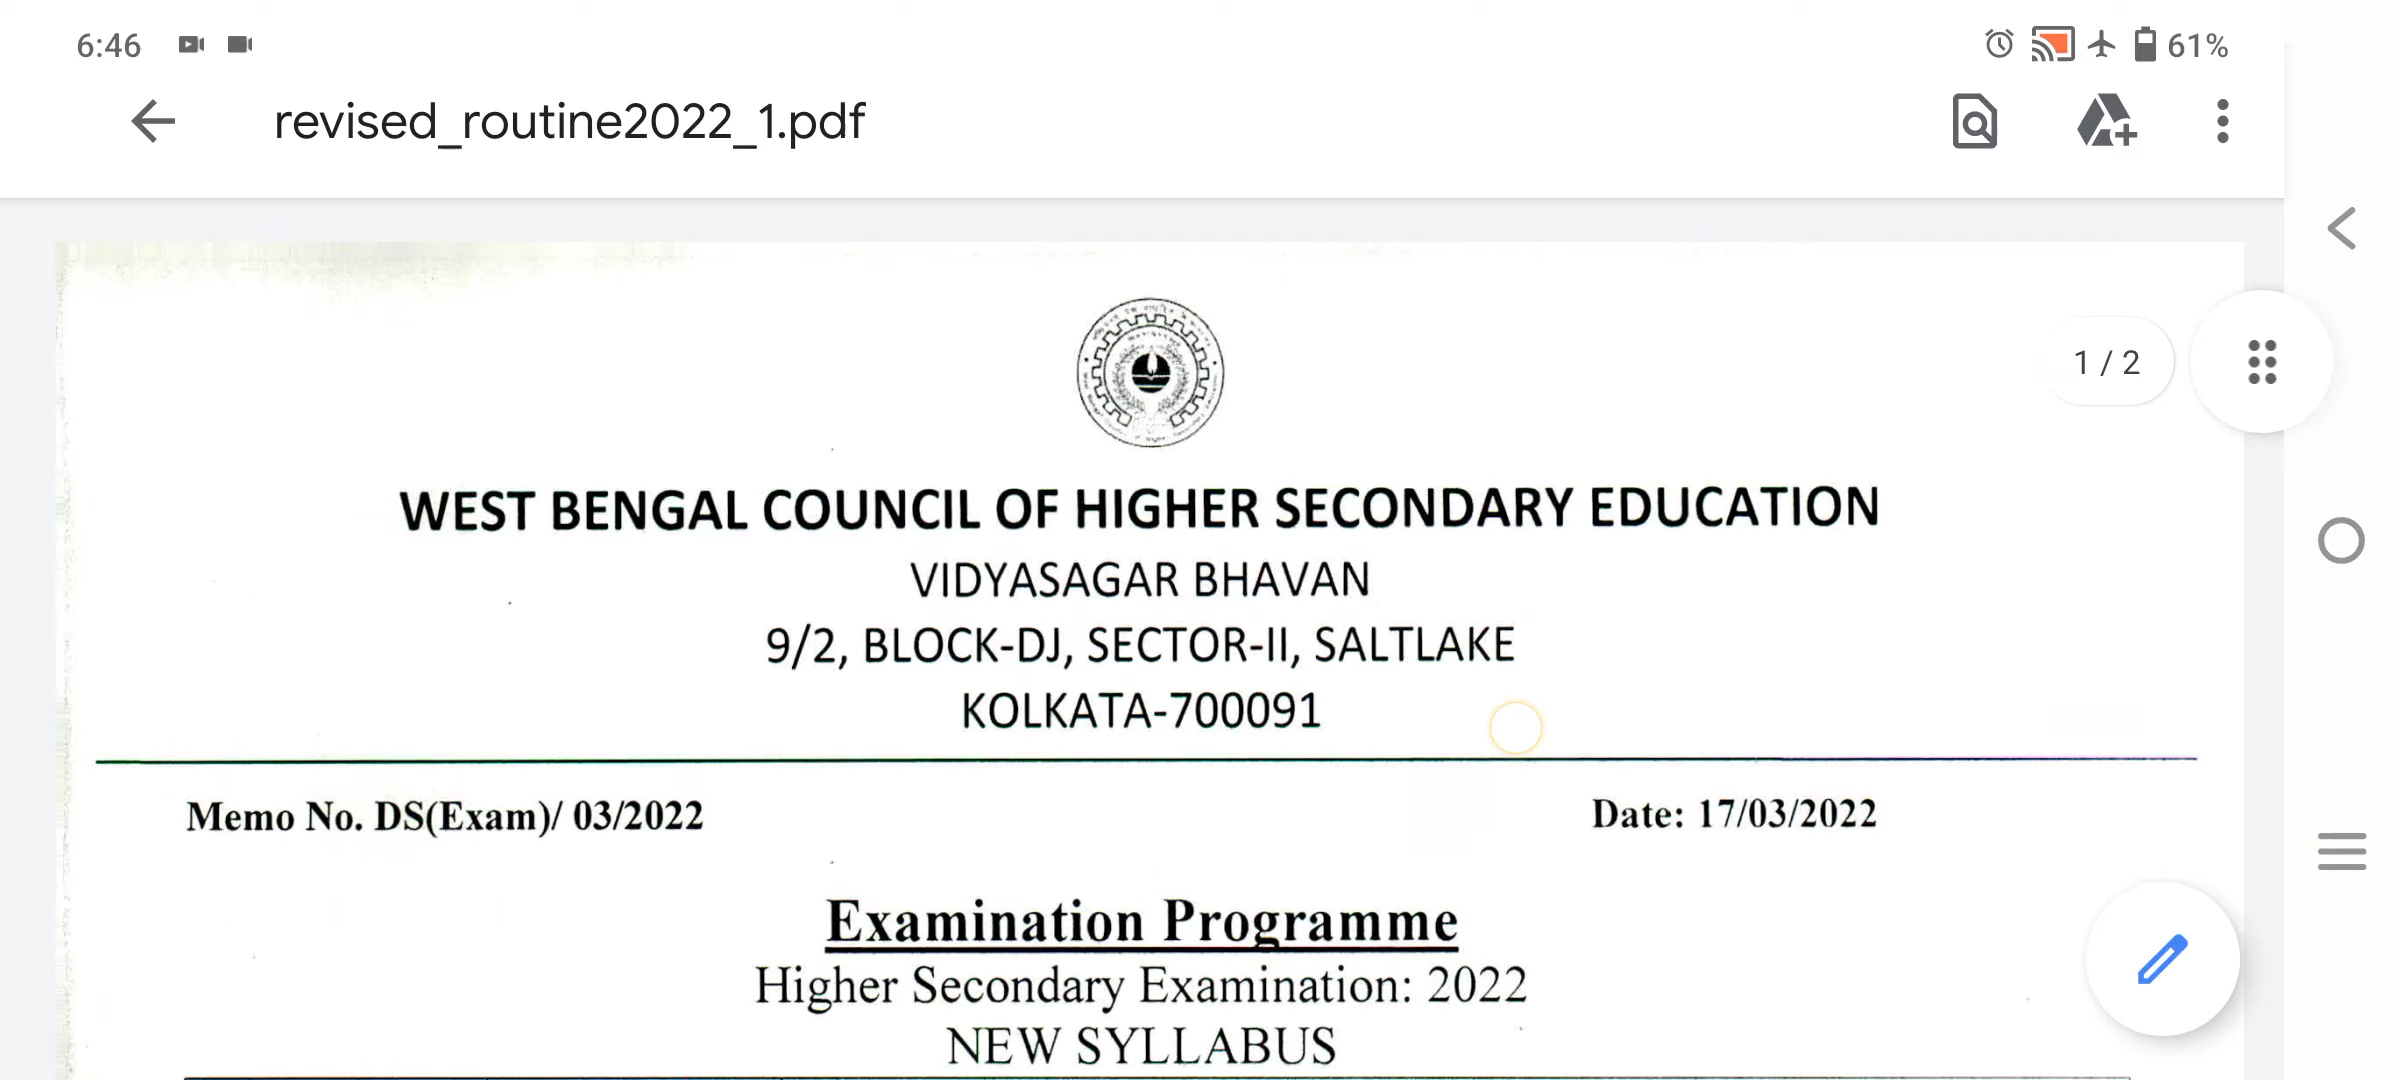 6:46
61%
revised_routine2022_1.pdf
1 / 2
WEST BENGAL COUNCIL OF HIGHER SECONDARY EDUCATION
VIDYASAGAR BHAVAN
9/2, BLOCK-DJ, SECTOR-II, SALTLAKE
KOLKATA-700091
Memo No. DS(Exam)/ 03/2022
Date: 17/03/2022
Examination Programme
Higher Secondary Examination: 2022
NEW SYLLABUS